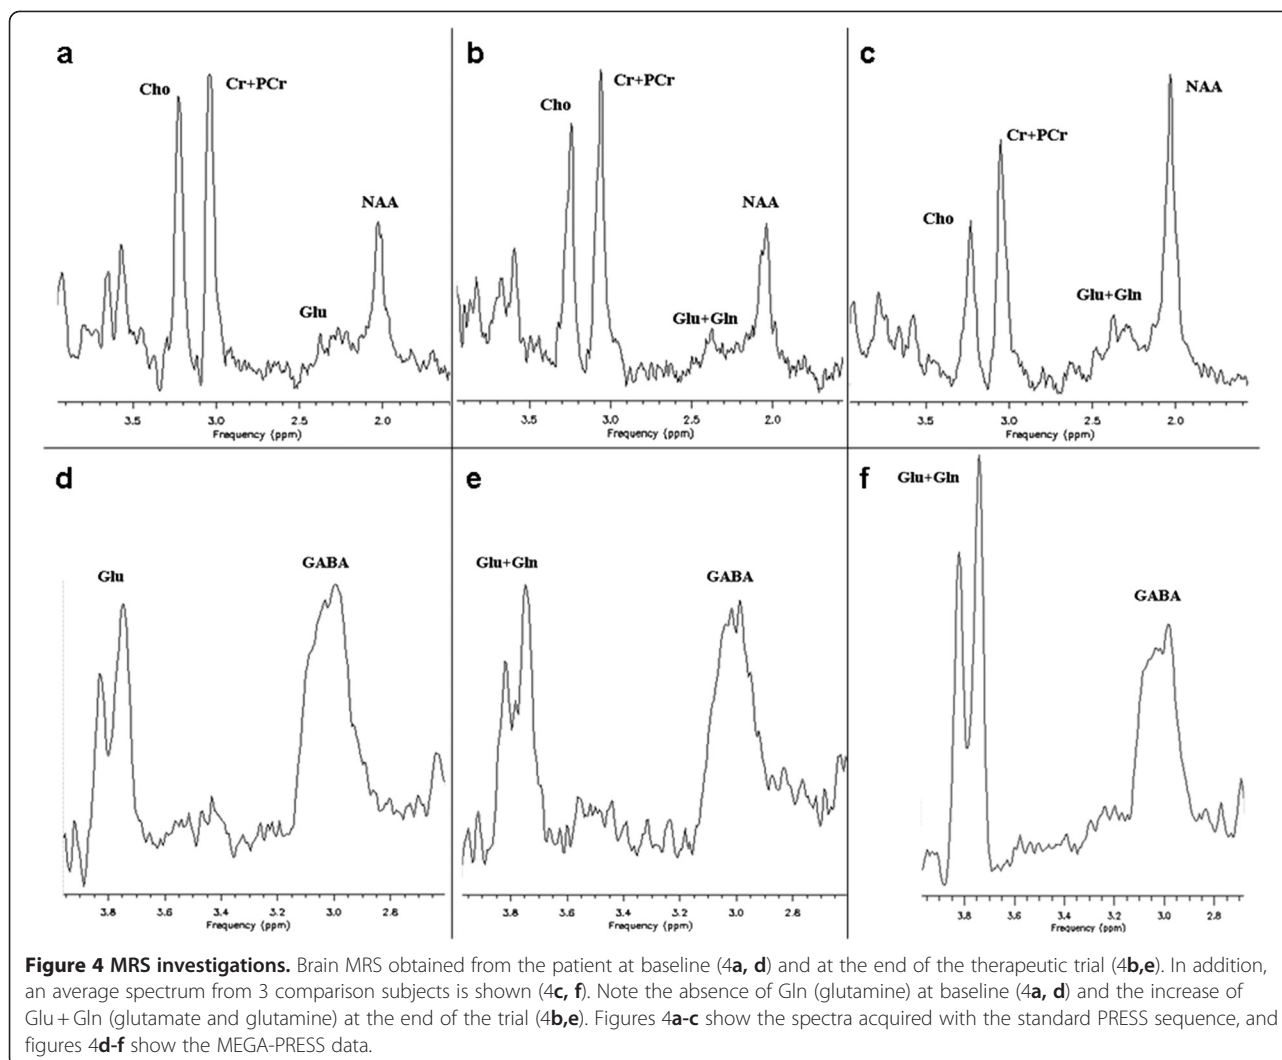 a
Cho
Cr+PCr
Glu
NAA
3.5 3.0 2.5 2.0
Frequency (ppm)
b
Cho
Cr+PCr
Glu+Gln
NAA
3.5 3.0 2.5 2.0
Frequency (ppm)
c
Cho
Cr+PCr
Glu+Gln
NAA
3.5 3.0 2.5 2.0
Frequency (ppm)
d
Glu
GABA
3.8 3.6 3.4 3.2 3.0 2.8
Frequency (ppm)
e
Glu+Gln
GABA
3.8 3.6 3.4 3.2 3.0 2.8
Frequency (ppm)
f
Glu+Gln
GABA
3.8 3.6 3.4 3.2 3.0 2.8
Frequency (ppm)
Figure 4 MRS investigations. Brain MRS obtained from the patient at baseline (4a, d) and at the end of the therapeutic trial (4b,e). In addition,
an average spectrum from 3 comparison subjects is shown (4c, f). Note the absence of Gln (glutamine) at baseline (4a, d) and the increase of
Glu + Gln (glutamate and glutamine) at the end of the trial (4b,e). Figures 4a-c show the spectra acquired with the standard PRESS sequence, and
figures 4d-f show the MEGA-PRESS data.